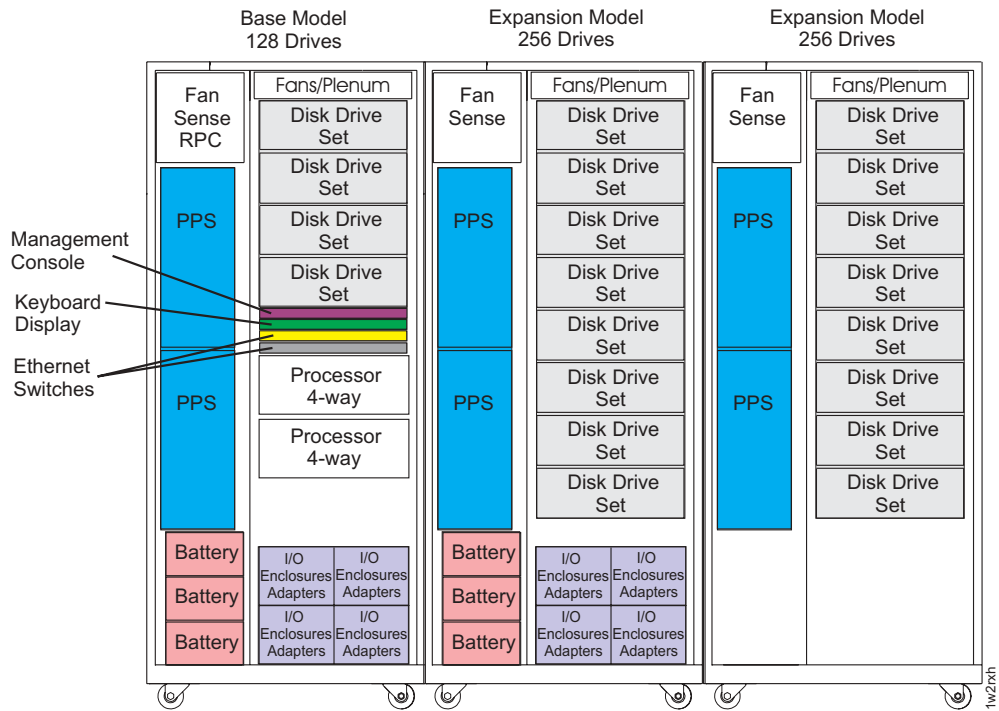 Base Model
128 Drives
Expansion Model
256 Drives
Expansion Model
256 Drives
Fan
Sense
RPC
PPS
PPS
Battery
Battery
Battery
Fans/Plenum
Disk Drive
Set
Disk Drive
Set
Disk Drive
Set
Disk Drive
Set
Management
Console
Keyboard
Display
Ethernet
Switches
Processor
4-way
Processor
4-way
I/O
Enclosures
Adapters
I/O
Enclosures
Adapters
I/O
Enclosures
Adapters
I/O
Enclosures
Adapters
Fan
Sense
PPS
PPS
Battery
Battery
Battery
Fans/Plenum
Disk Drive
Set
Disk Drive
Set
Disk Drive
Set
Disk Drive
Set
Disk Drive
Set
Disk Drive
Set
Disk Drive
Set
Disk Drive
Set
I/O
Enclosures
Adapters
I/O
Enclosures
Adapters
I/O
Enclosures
Adapters
I/O
Enclosures
Adapters
Fan
Sense
PPS
PPS
Fans/Plenum
Disk Drive
Set
Disk Drive
Set
Disk Drive
Set
Disk Drive
Set
Disk Drive
Set
Disk Drive
Set
Disk Drive
Set
Disk Drive
Set
1w2rxh